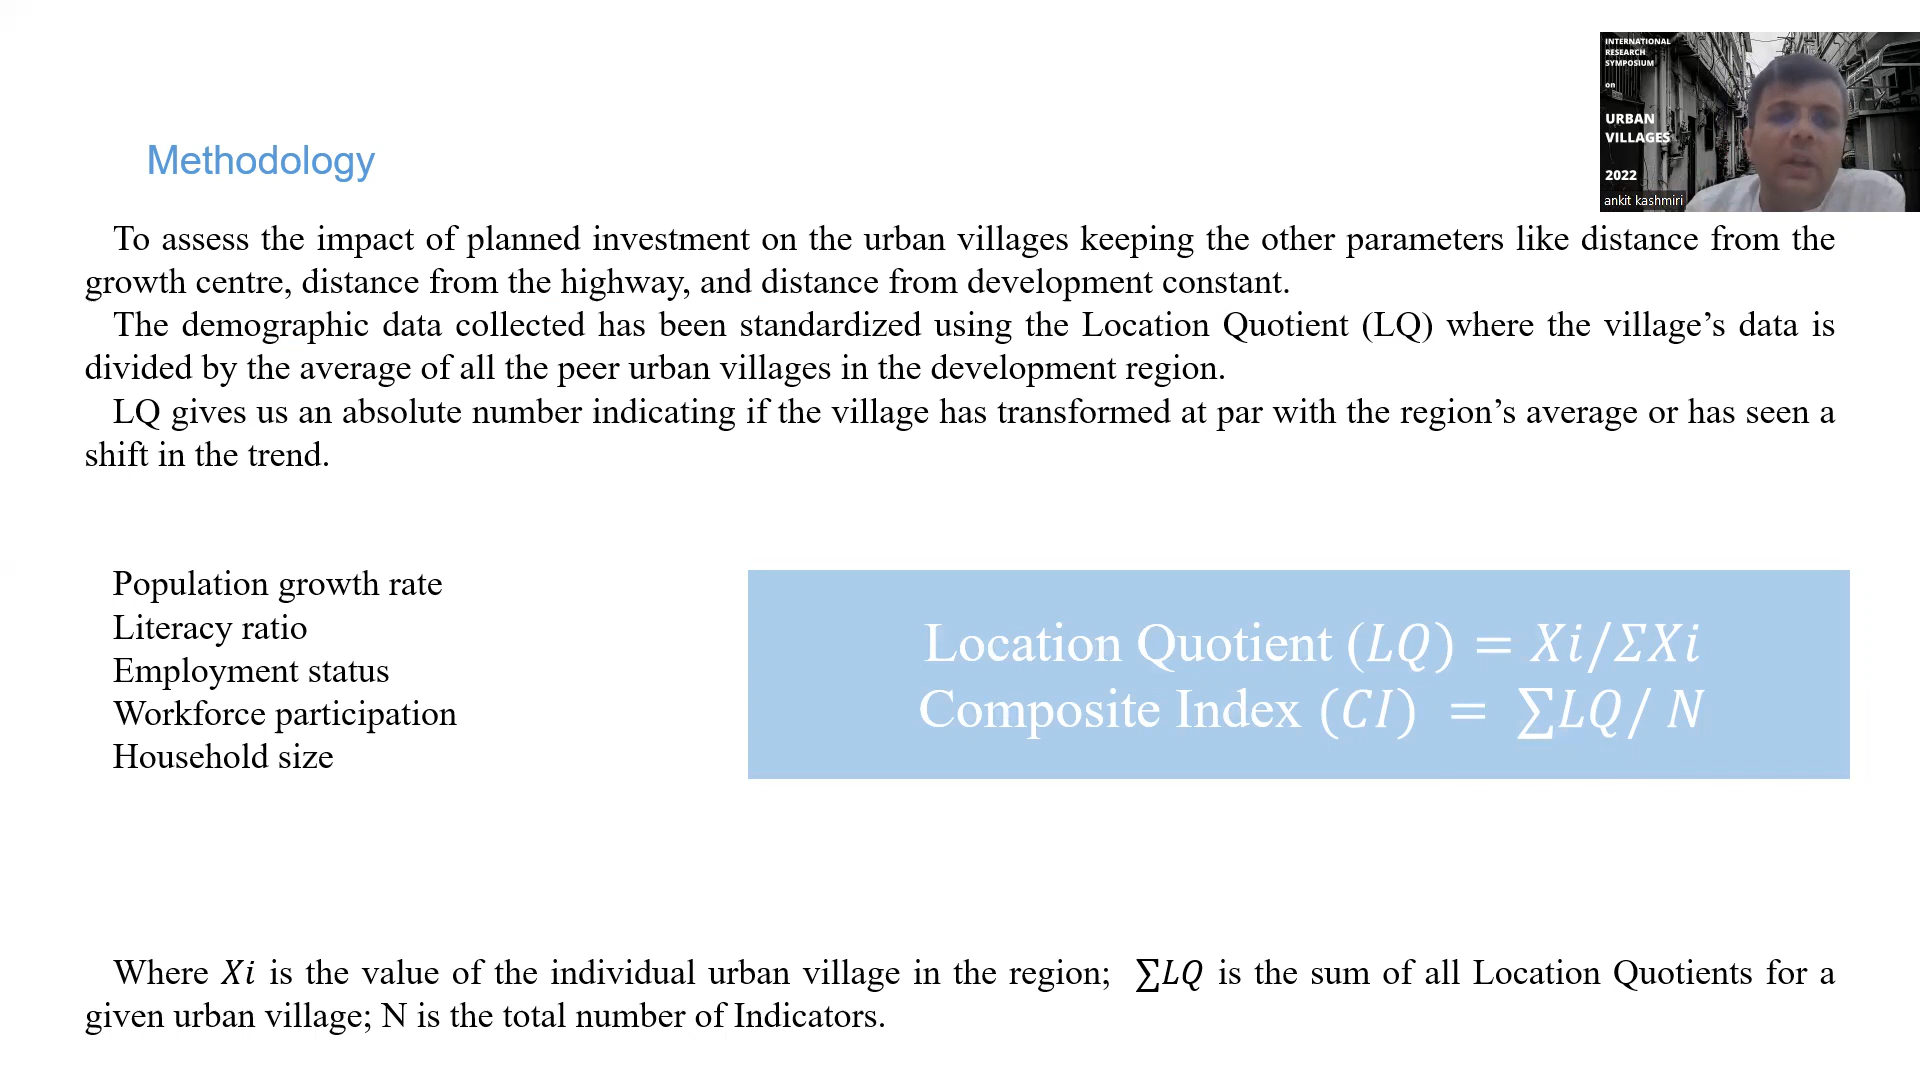 INTERNATIONAL
RESEARCH
SYMPOSIUM
on
URBAN
VILLAGES
2022
ankit kashmiri
Methodology
To assess the impact of planned investment on the urban villages keeping the other parameters like distance from the
growth centre, distance from the highway, and distance from development constant.
The demographic data collected has been standardized using the Location Quotient (LQ) where the village’s data is
divided by the average of all the peer urban villages in the development region.
LQ gives us an absolute number indicating if the village has transformed at par with the region’s average or has seen a
shift in the trend.
Population growth rate
Literacy ratio
Employment status
Workforce participation
Household size
Location Quotient (LQ) = Xi/ΣXi
Composite Index (CI) = ∑LQ/ N
Where Xi is the value of the individual urban village in the region; ∑LQ is the sum of all Location Quotients for a
given urban village; N is the total number of Indicators.